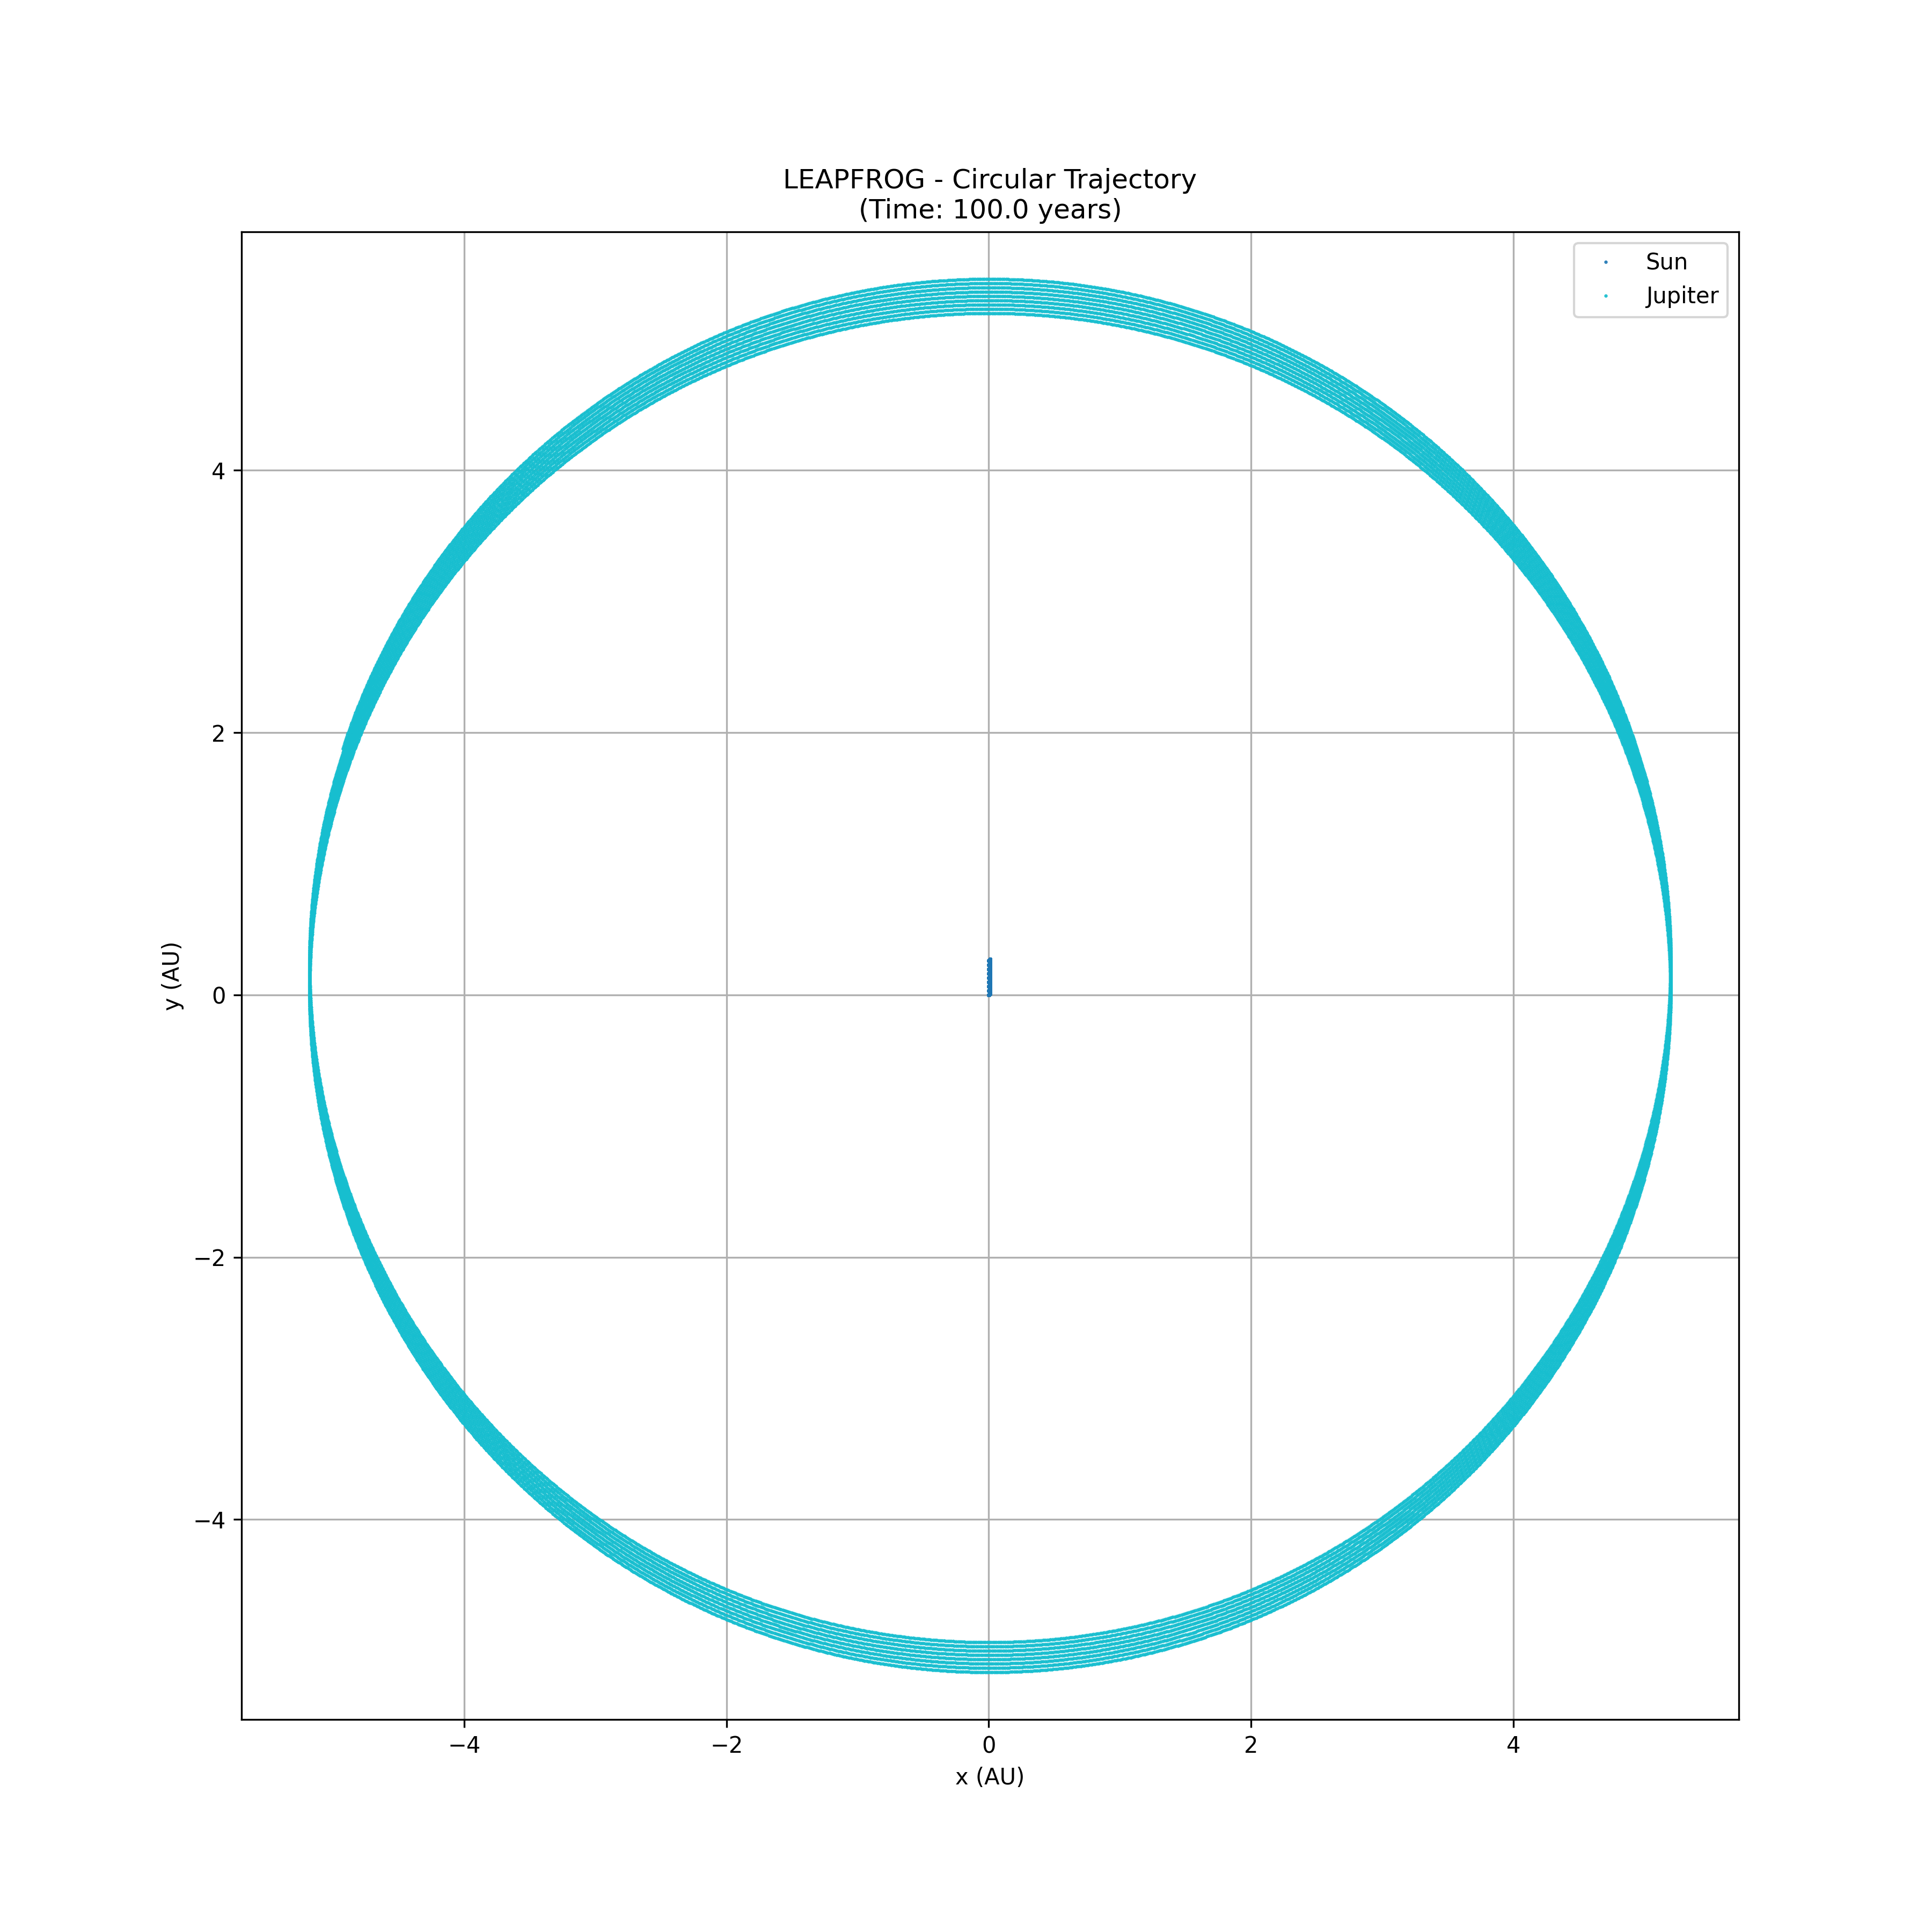 LEAPFROG - Circular Trajectory
(Time: 100.0 years)
Sun
Jupiter
4
2
0
−2
−4
y (AU)
−4
−2
0
2
4
x (AU)